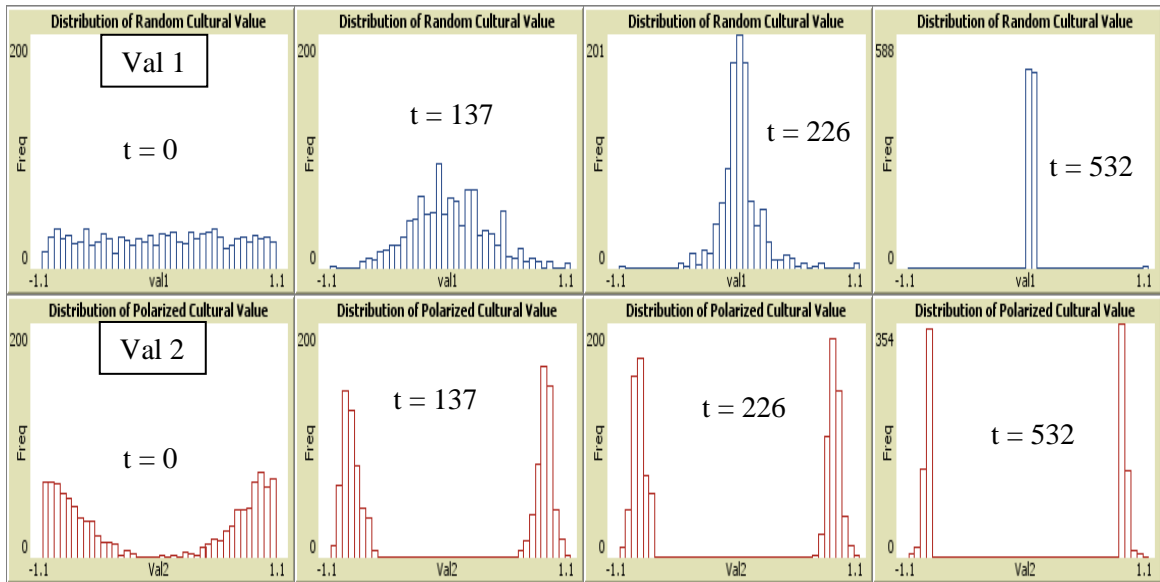 Distribution of Random Cultural Value
200
Val 1
t = 0
Freq
0
-1.1
val1
1.1
Distribution of Random Cultural Value
200
t = 137
Freq
0
-1.1
val1
1.1
Distribution of Random Cultural Value
201
t = 226
Freq
0
-1.1
val1
1.1
Distribution of Random Cultural Value
588
t = 532
Freq
0
-1.1
val1
1.1
Distribution of Polarized Cultural Value
200
Val 2
t = 0
Freq
0
-1.1
Val2
1.1
Distribution of Polarized Cultural Value
200
t = 137
Freq
0
-1.1
Val2
1.1
Distribution of Polarized Cultural Value
200
t = 226
Freq
0
-1.1
Val2
1.1
Distribution of Polarized Cultural Value
354
t = 532
Freq
0
-1.1
Val2
1.1